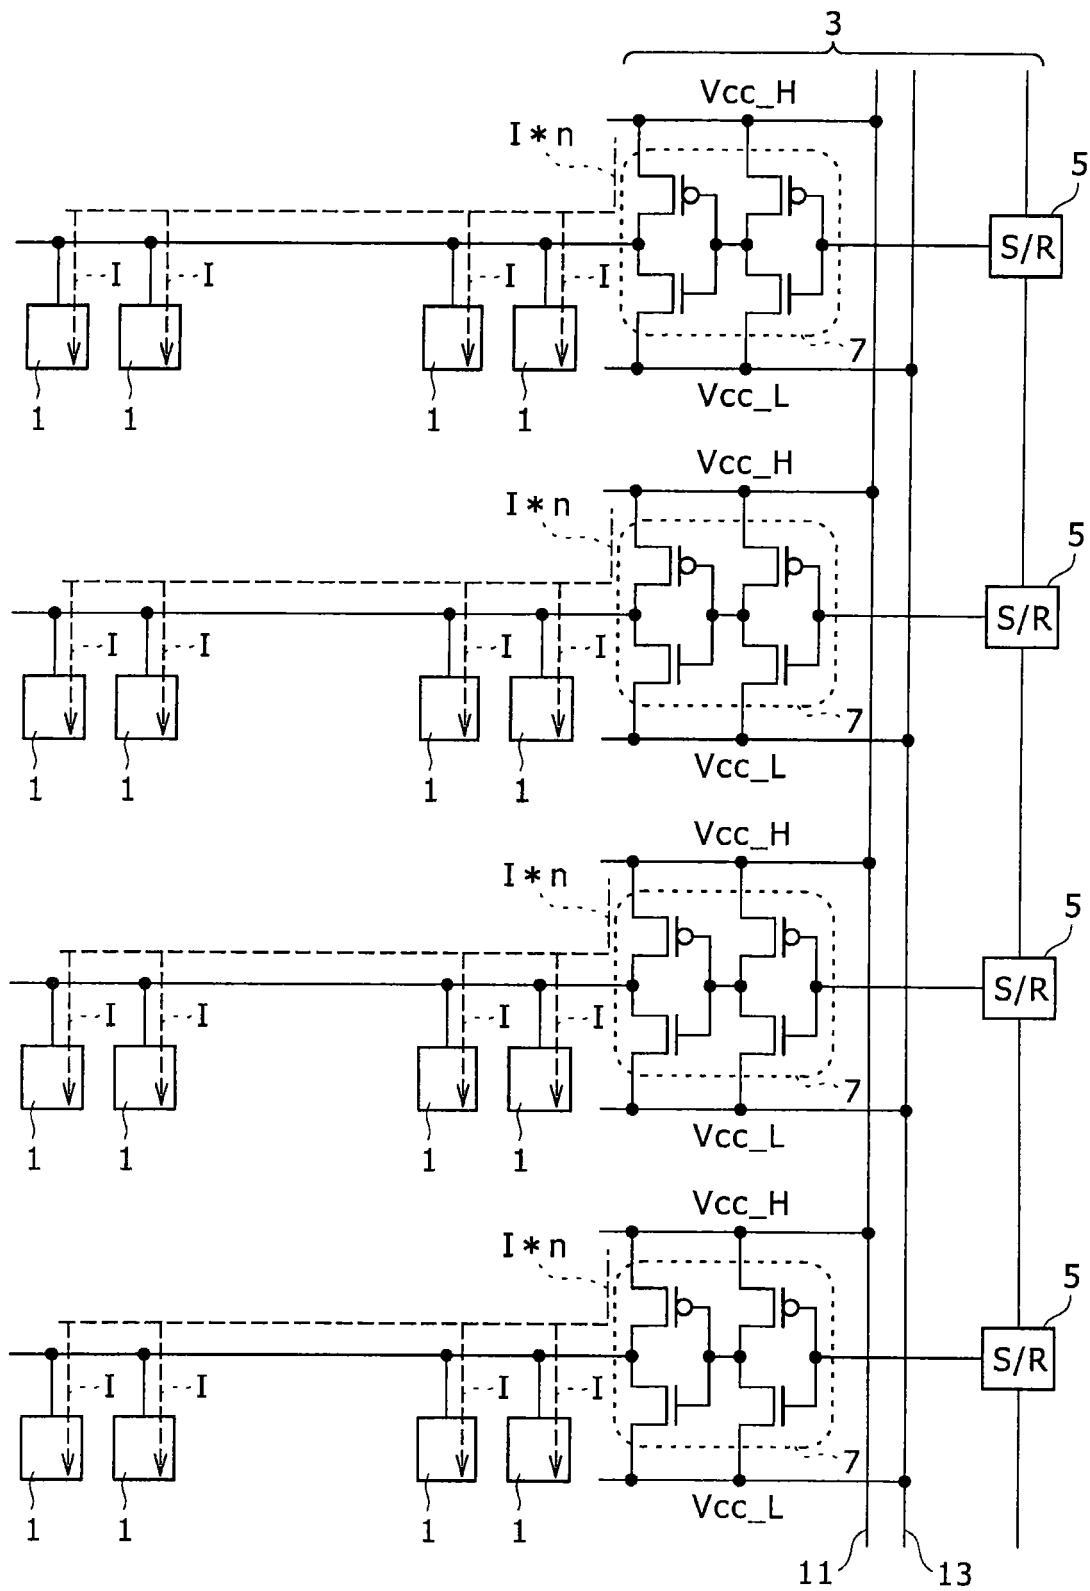 3
Vcc_H
I*n
5
S/R
I I I I
7
1 1 1 1
Vcc_L
Vcc_H
I*n
5
S/R
I I I I
7
1 1 1 1
Vcc_L
Vcc_H
I*n
5
S/R
I I I I
7
1 1 1 1
Vcc_L
Vcc_H
I*n
5
S/R
I I I I
7
1 1 1 1
Vcc_L
11 13